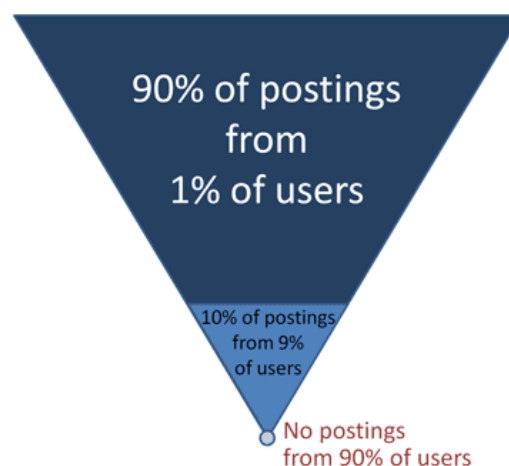 90% of postings
from
1% of users
10% of postings
from 9%
of users
No postings
from 90% of users